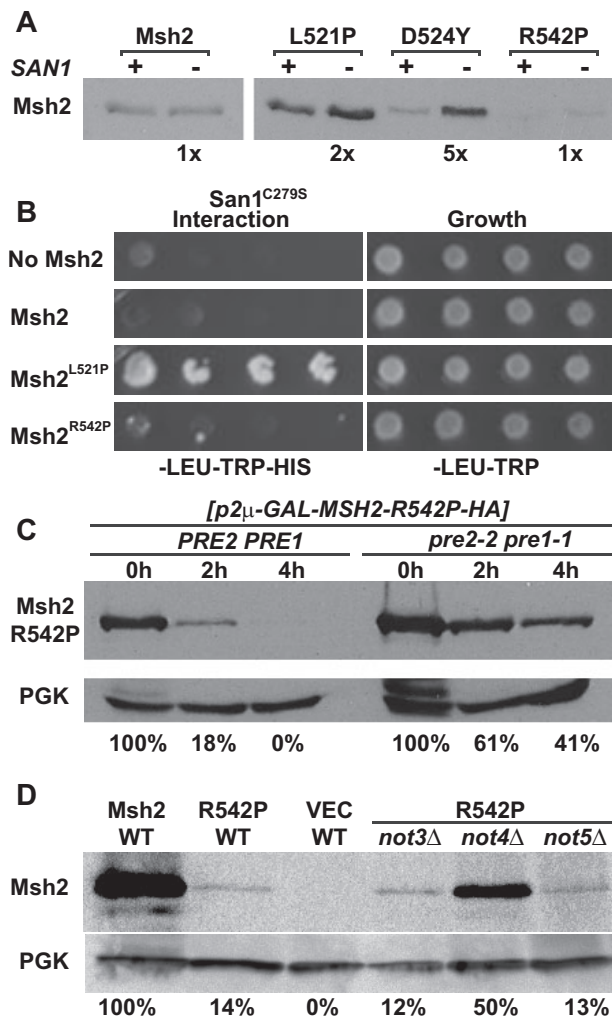 A
Msh2 L521P D524Y R542P
SAN1 + - + - + - + -
Msh2
1x 2x 5x 1x
B
San1C279S
Interaction Growth
No Msh2
Msh2
Msh2L521P
Msh2R542P
-LEU-TRP-HIS -LEU-TRP
C
[p2μ-GAL-MSH2-R542P-HA]
PRE2 PRE1 pre2-2 pre1-1
0h 2h 4h 0h 2h 4h
Msh2
R542P
PGK
100% 18% 0% 100% 61% 41%
D
Msh2 R542P VEC R542P
WT WT WT not3Δ not4Δ not5Δ
Msh2
PGK
100% 14% 0% 12% 50% 13%